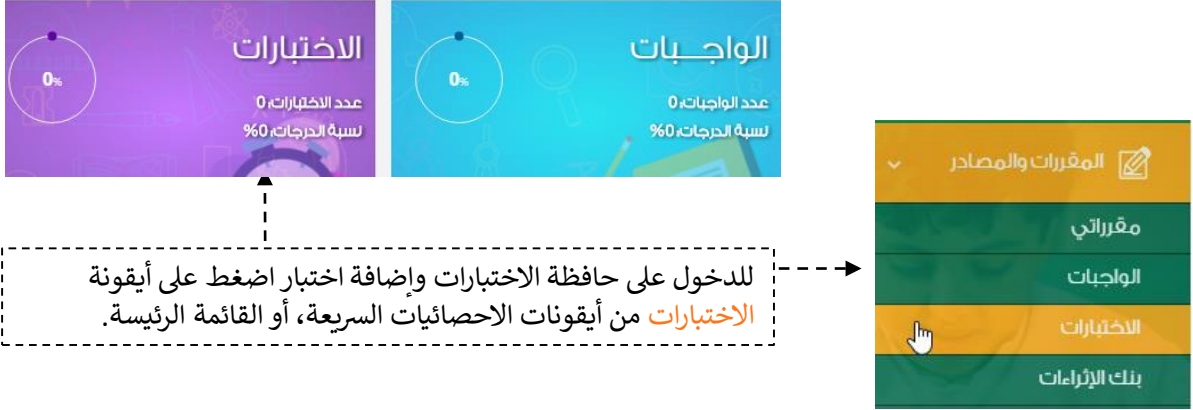 الواجــبات
عدد الواجبات: 0
نسبة الدرجات: 0%
0%
الاختبارات
عدد الاختبارات: 0
نسبة الدرجات: 0%
0%
المقررات والمصادر
مقرراتي
الواجبات
الاختبارات
بنك الإثراءات
للدخول على حافظة الاختبارات وإضافة اختبار اضغط على أيقونة
الاختبارات من أيقونات الاحصائيات السريعة، أو القائمة الرئيسة.